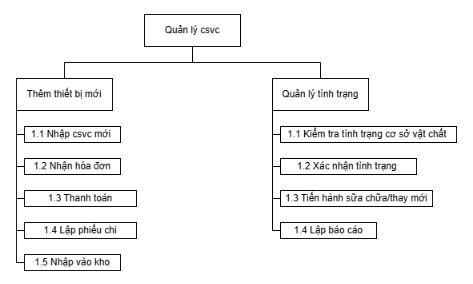 Quản lý csvc
Thêm thiết bị mới
1.1 Nhập csvc mới
1.2 Nhận hóa đơn
1.3 Thanh toán
1.4 Lập phiếu chi
1.5 Nhập vào kho
Quản lý tình trạng
1.1 Kiểm tra tình trạng cơ sở vật chất
1.2 Xác nhận tình trạng
1.3 Tiến hành sữa chữa/thay mới
1.4 Lập báo cáo